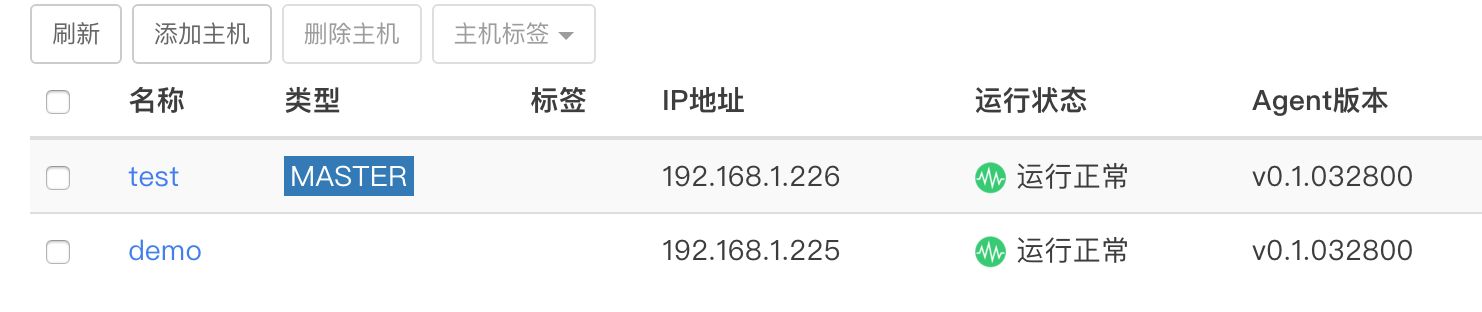 刷新 添加主机 删除主机 主机标签
名称 类型 标签 IP地址 运行状态 Agent版本
test MASTER 192.168.1.226 运行正常 v0.1.032800
demo 192.168.1.225 运行正常 v0.1.032800